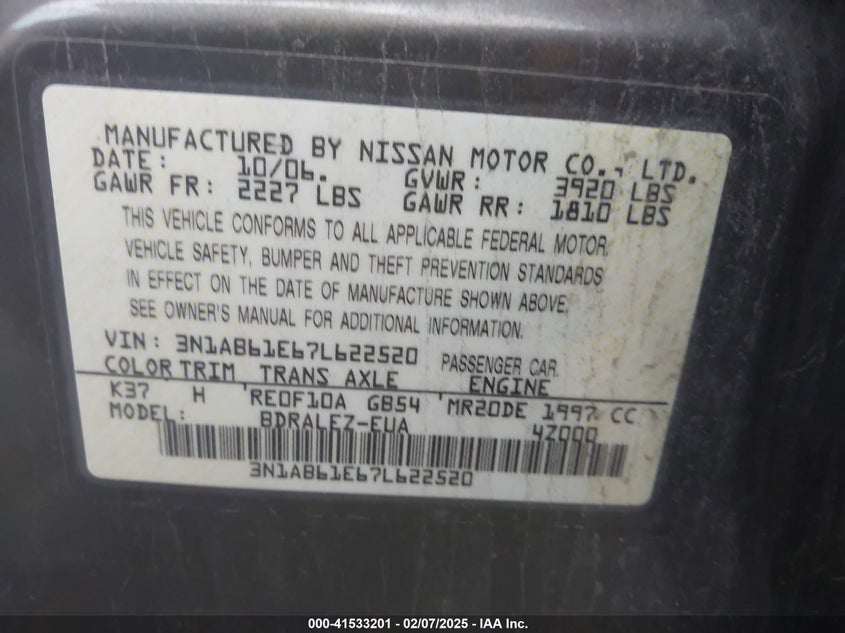 MANUFACTURED BY NISSAN MOTOR CO., LTD.
DATE: 10/06. GVWR: 3920 LBS
GAWR FR: 2227 LBS GAWR RR: 1810 LBS
THIS VEHICLE CONFORMS TO ALL APPLICABLE FEDERAL MOTOR
VEHICLE SAFETY, BUMPER AND THEFT PREVENTION STANDARDS
IN EFFECT ON THE DATE OF MANUFACTURE SHOWN ABOVE.
SEE OWNER'S MANUAL FOR ADDITIONAL INFORMATION.
VIN: 3N1AB61E67L622520 PASSENGER CAR
COLOR TRIM TRANS AXLE ENGINE
K37 H RE0F10A GB54 MR20DE 1997 CC
MODEL: BDRALEZ-EUA 4Z000
3N1AB61E67L622520
000-41533201 - 02/07/2025 - IAA Inc.